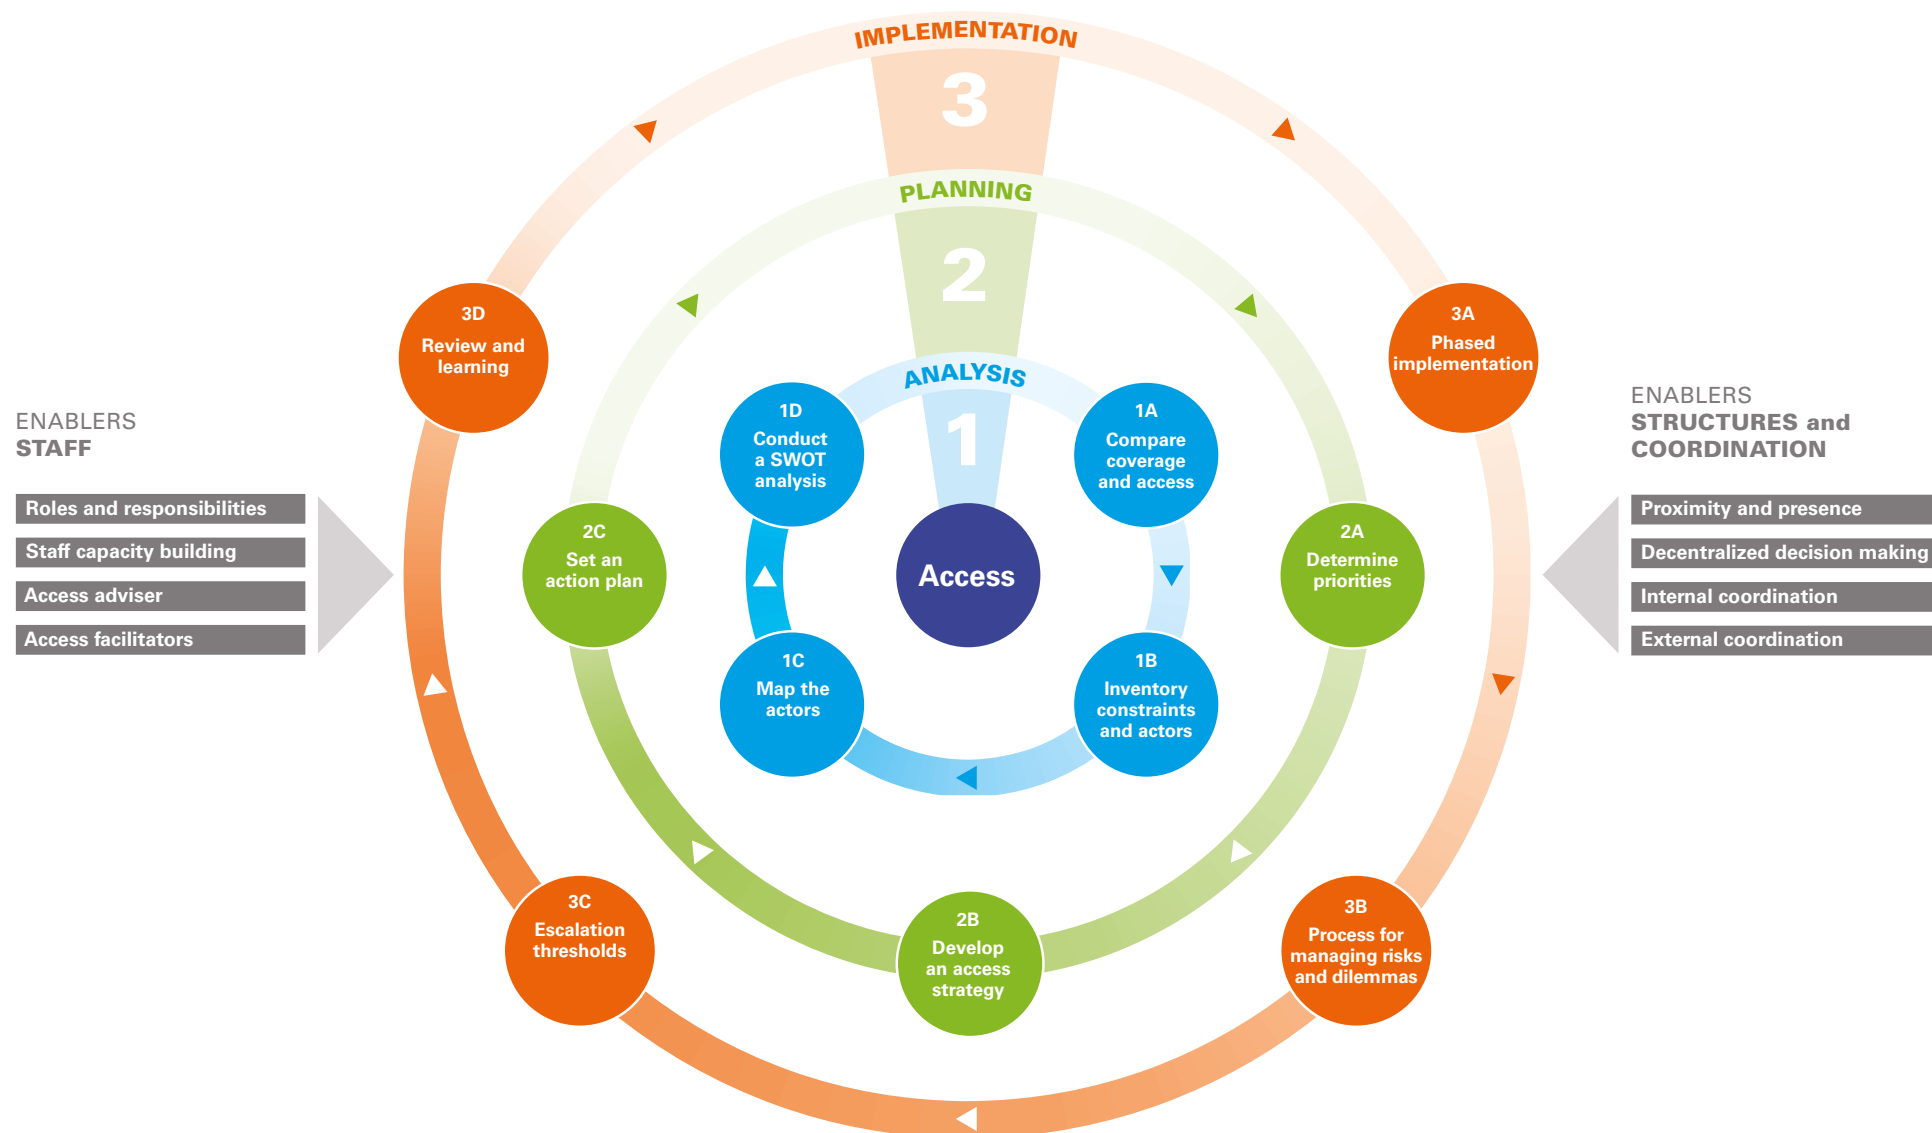 IMPLEMENTATION
3
PLANNING
2
ANALYSIS
1
Access
1A
Compare
coverage
and access
1B
Inventory
constraints
and actors
1C
Map the
actors
1D
Conduct
a SWOT
analysis
2A
Determine
priorities
2B
Develop
an access
strategy
2C
Set an
action plan
3A
Phased
implementation
3B
Process for
managing risks
and dilemmas
3C
Escalation
thresholds
3D
Review and
learning
ENABLERS
STAFF
Roles and responsibilities
Staff capacity building
Access adviser
Access facilitators
ENABLERS
STRUCTURES and
COORDINATION
Proximity and presence
Decentralized decision making
Internal coordination
External coordination